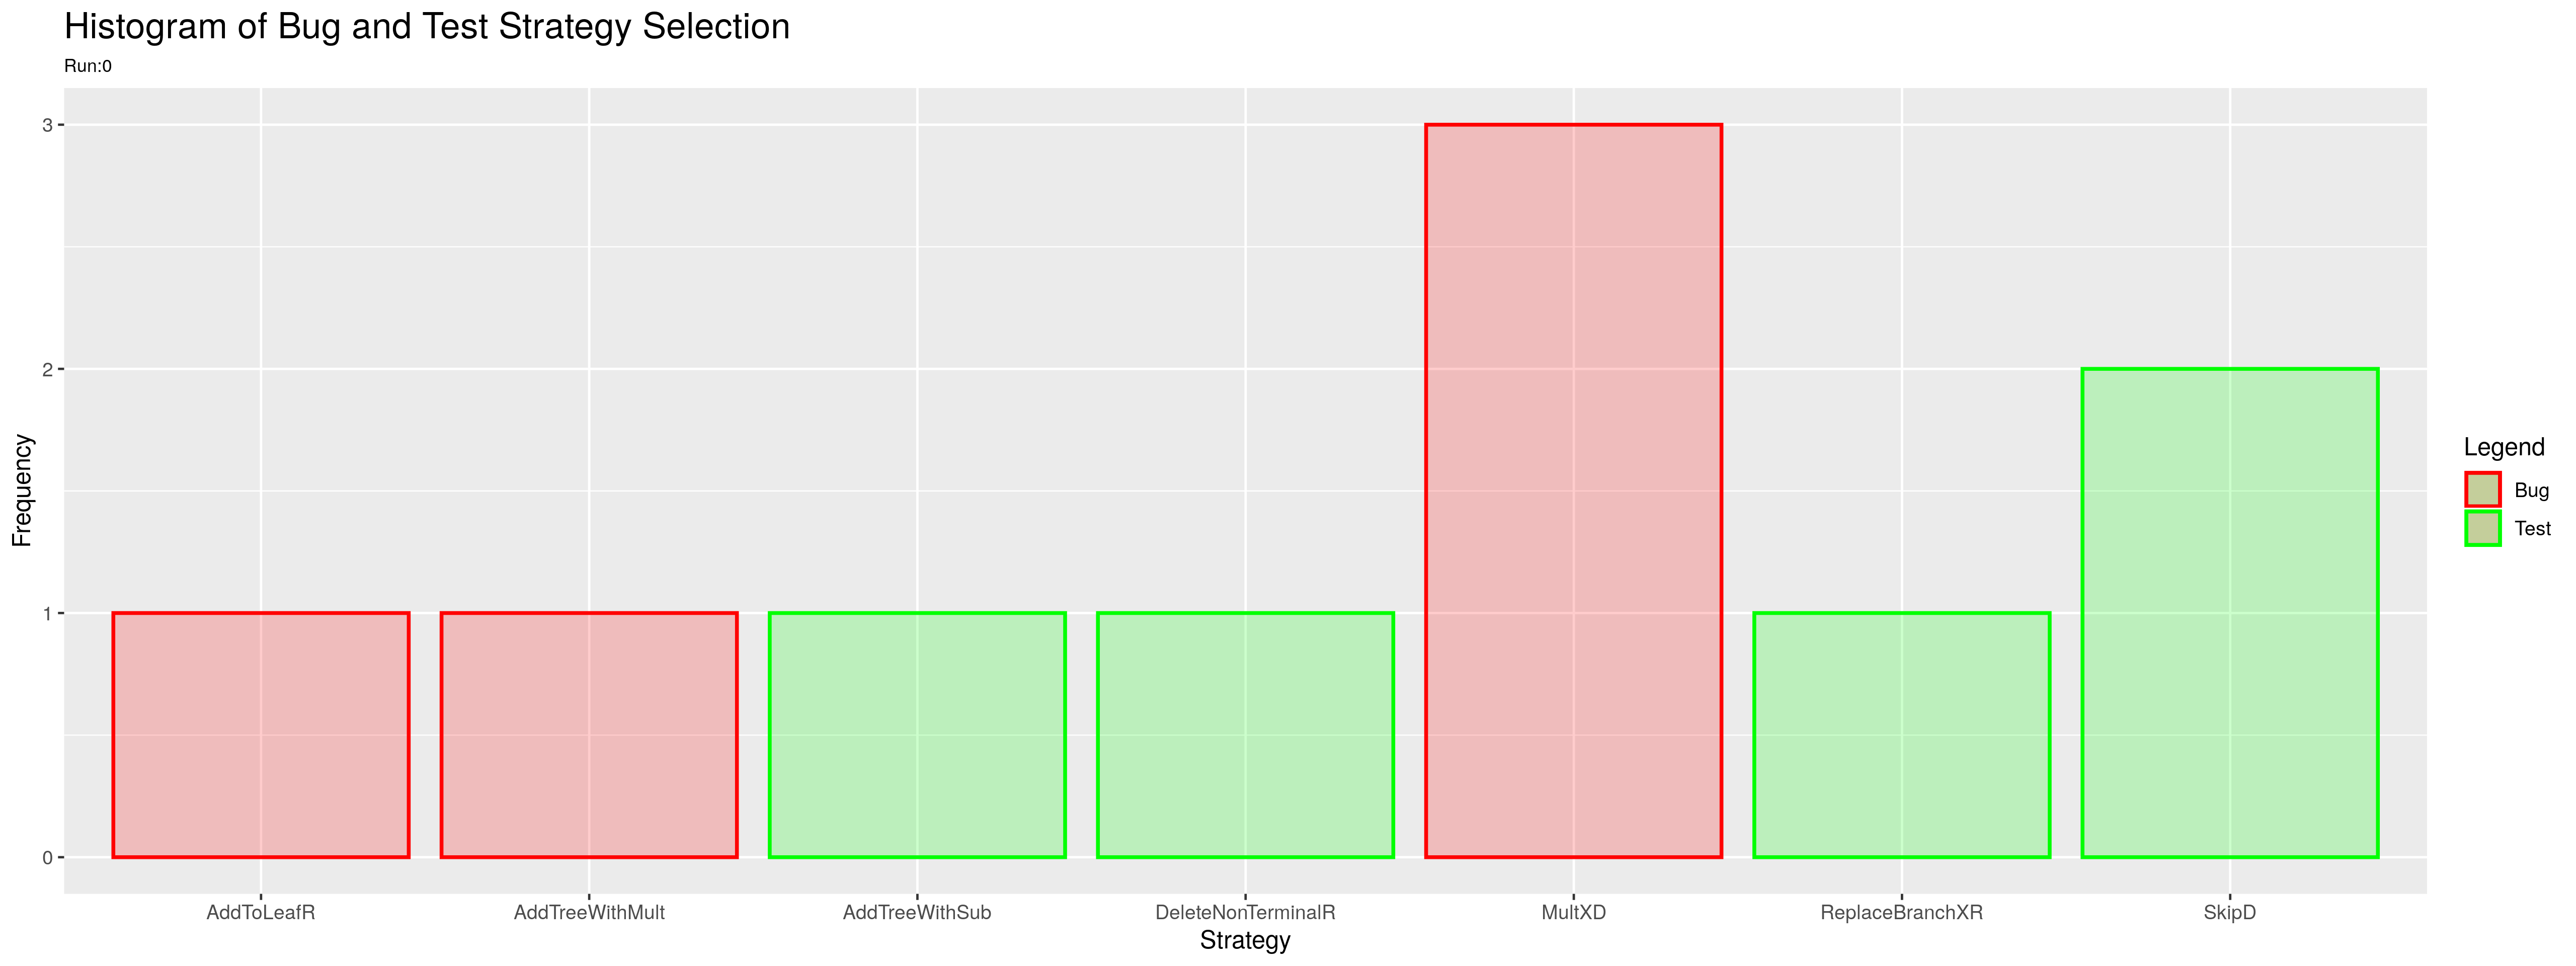 Histogram of Bug and Test Strategy Selection
Run:0
Frequency
3
2
1
0
AddToLeafR
AddTreeWithMult
AddTreeWithSub
DeleteNonTerminalR
MultXD
ReplaceBranchXR
SkipD
Strategy
Legend
Bug
Test